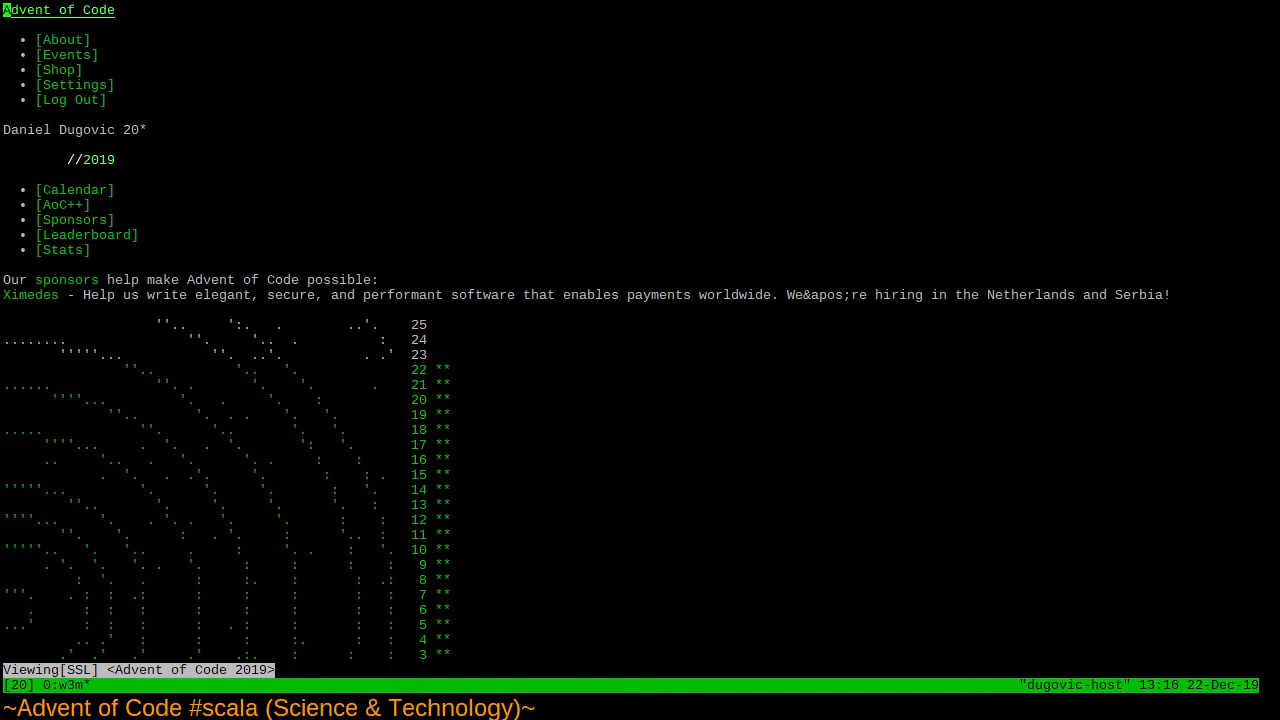 Advent of Code
• [About]
• [Events]
• [Shop]
• [Settings]
• [Log Out]
Daniel Dugovic 20*
//2019
• [Calendar]
• [AoC++]
• [Sponsors]
• [Leaderboard]
• [Stats]
Our sponsors help make Advent of Code possible:
Ximedes - Help us write elegant, secure, and performant software that enables payments worldwide. We&apos;re hiring in the Netherlands and Serbia!
25
24
23
22 **
21 **
20 **
19 **
18 **
17 **
16 **
15 **
14 **
13 **
12 **
11 **
10 **
9 **
8 **
7 **
6 **
5 **
4 **
3 **
Viewing[SSL] <Advent of Code 2019>
[20] 0:w3m* "dugovic-host" 13:16 22-Dec-19
~Advent of Code #scala (Science & Technology)~